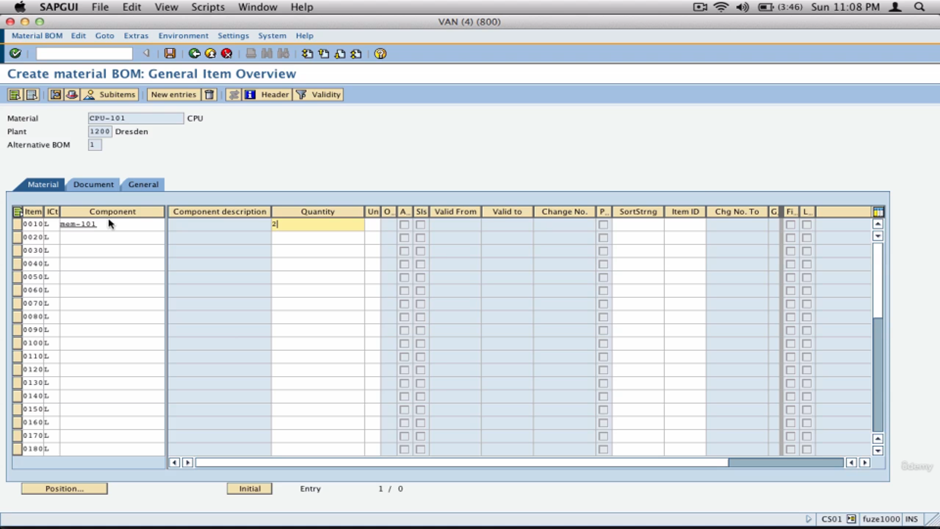 SAPGUI File Edit View Scripts Window Help (3:46) Sun 11:08 PM
VAN (4) (800)
Material BOM Edit Goto Extras Environment Settings System Help
Create material BOM: General Item Overview
Subitems New entries Header Validity
Material CPU-101 CPU
Plant 1200 Dresden
Alternative BOM 1
Material Document General
Item ICt Component Component description Quantity Un O.. A.. SIs Valid From Valid to Change No. P.. SortStrng Item ID Chg No. To G Fi.. L..
0010 L mem-101 2
0020 L
0030 L
0040 L
0050 L
0060 L
0070 L
0080 L
0090 L
0100 L
0110 L
0120 L
0130 L
0140 L
0150 L
0160 L
0170 L
0180 L
Position... Initial Entry 1 / 0
CS01 fuze1000 INS
Udemy